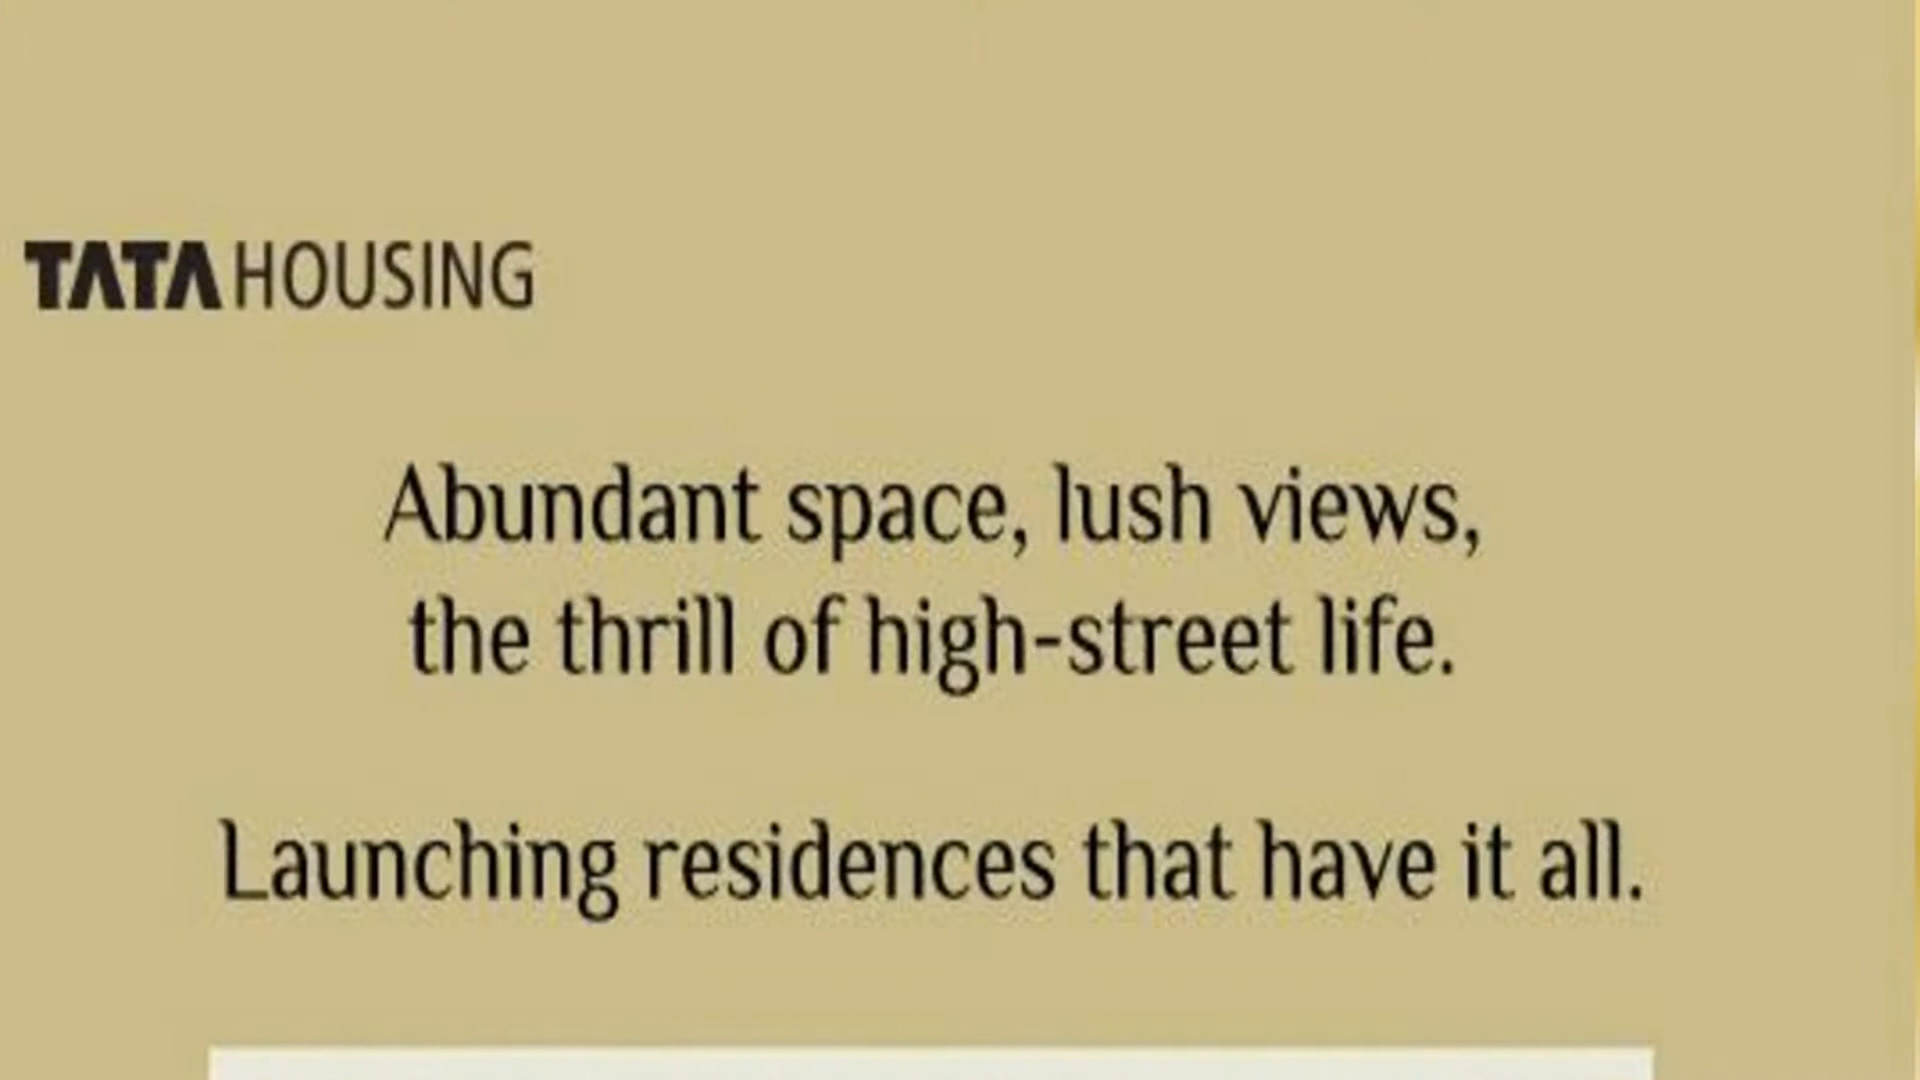 TATA HOUSING
Abundant space, lush views,
the thrill of high-street life.
Launching residences that have it all.